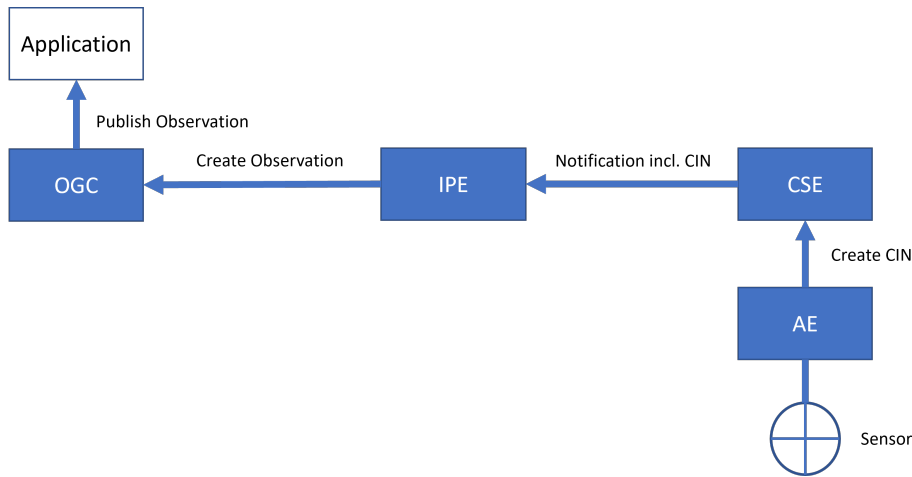 Application
Publish Observation
Create Observation
Notification incl. CIN
OGC
IPE
CSE
Create CIN
AE
Sensor